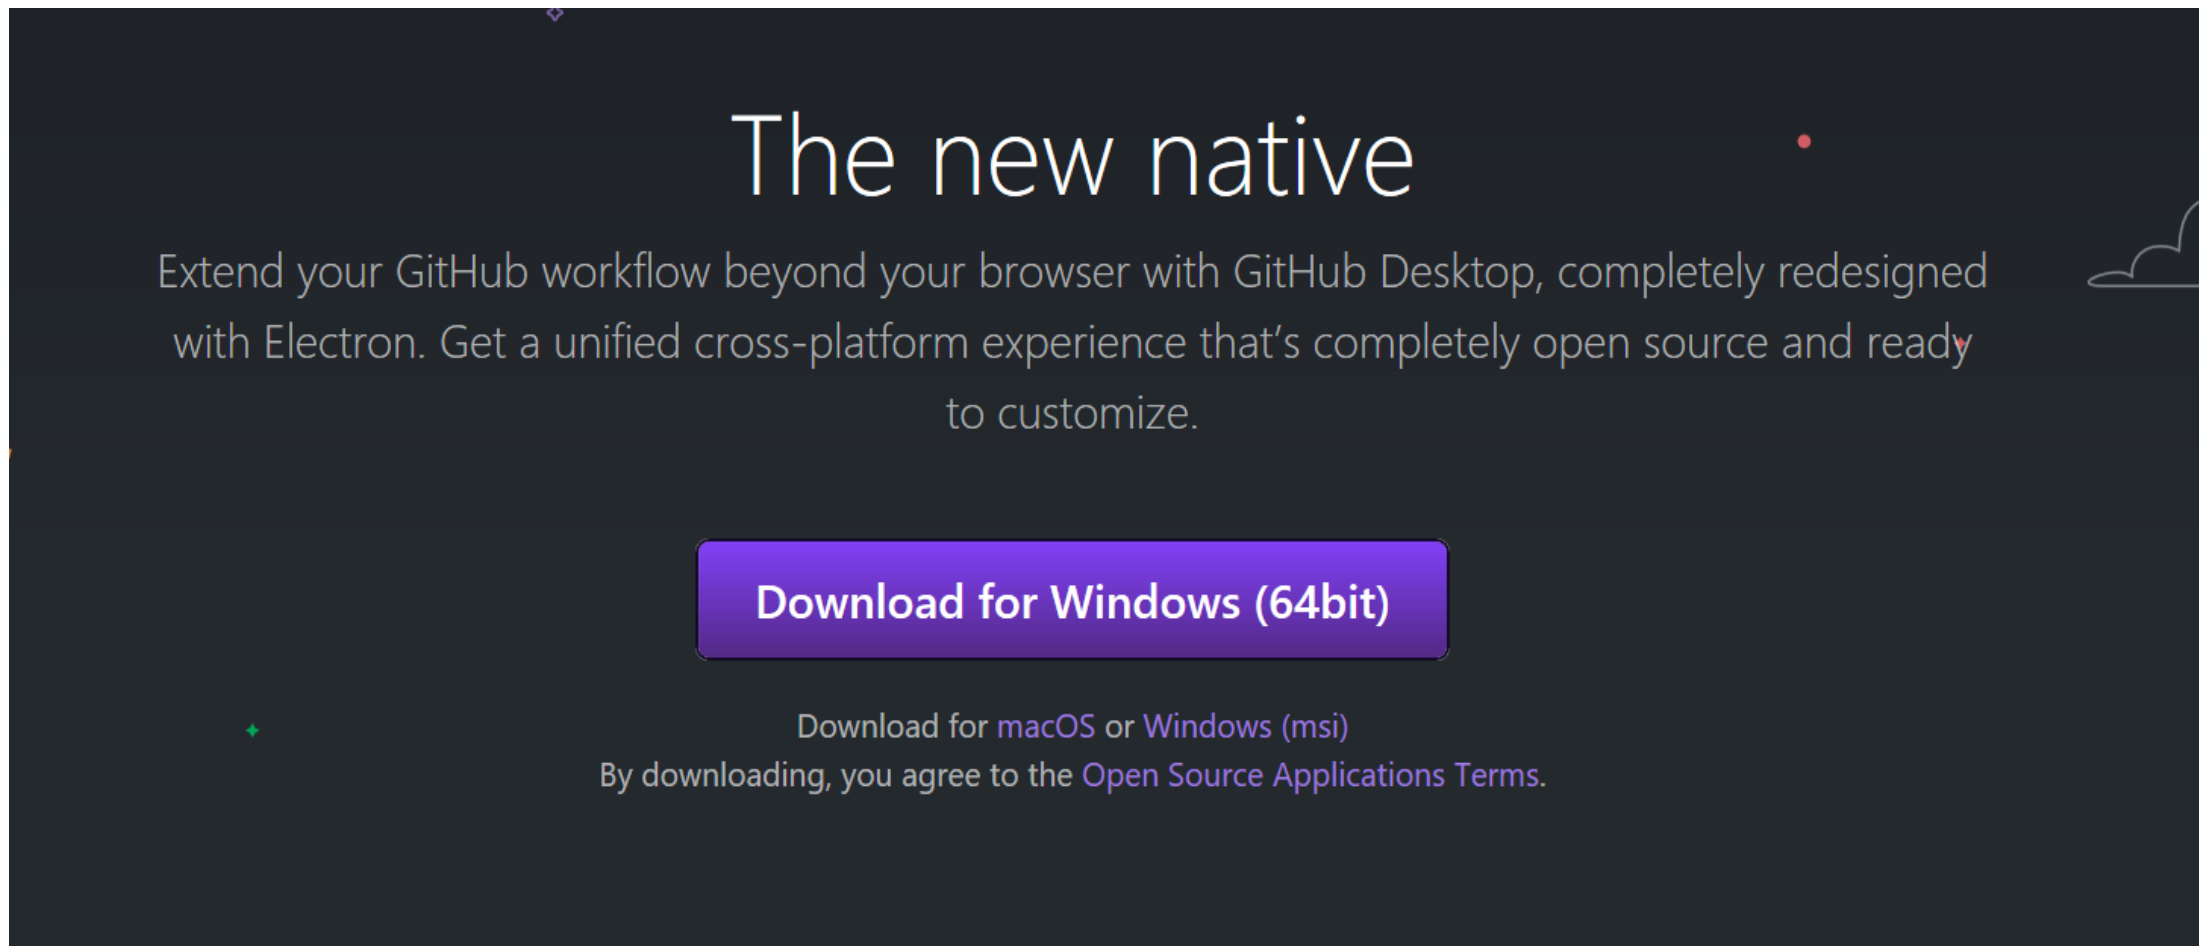 The new native
Extend your GitHub workflow beyond your browser with GitHub Desktop, completely redesigned
with Electron. Get a unified cross-platform experience that’s completely open source and ready
to customize.
Download for Windows (64bit)
Download for macOS or Windows (msi)
By downloading, you agree to the Open Source Applications Terms.